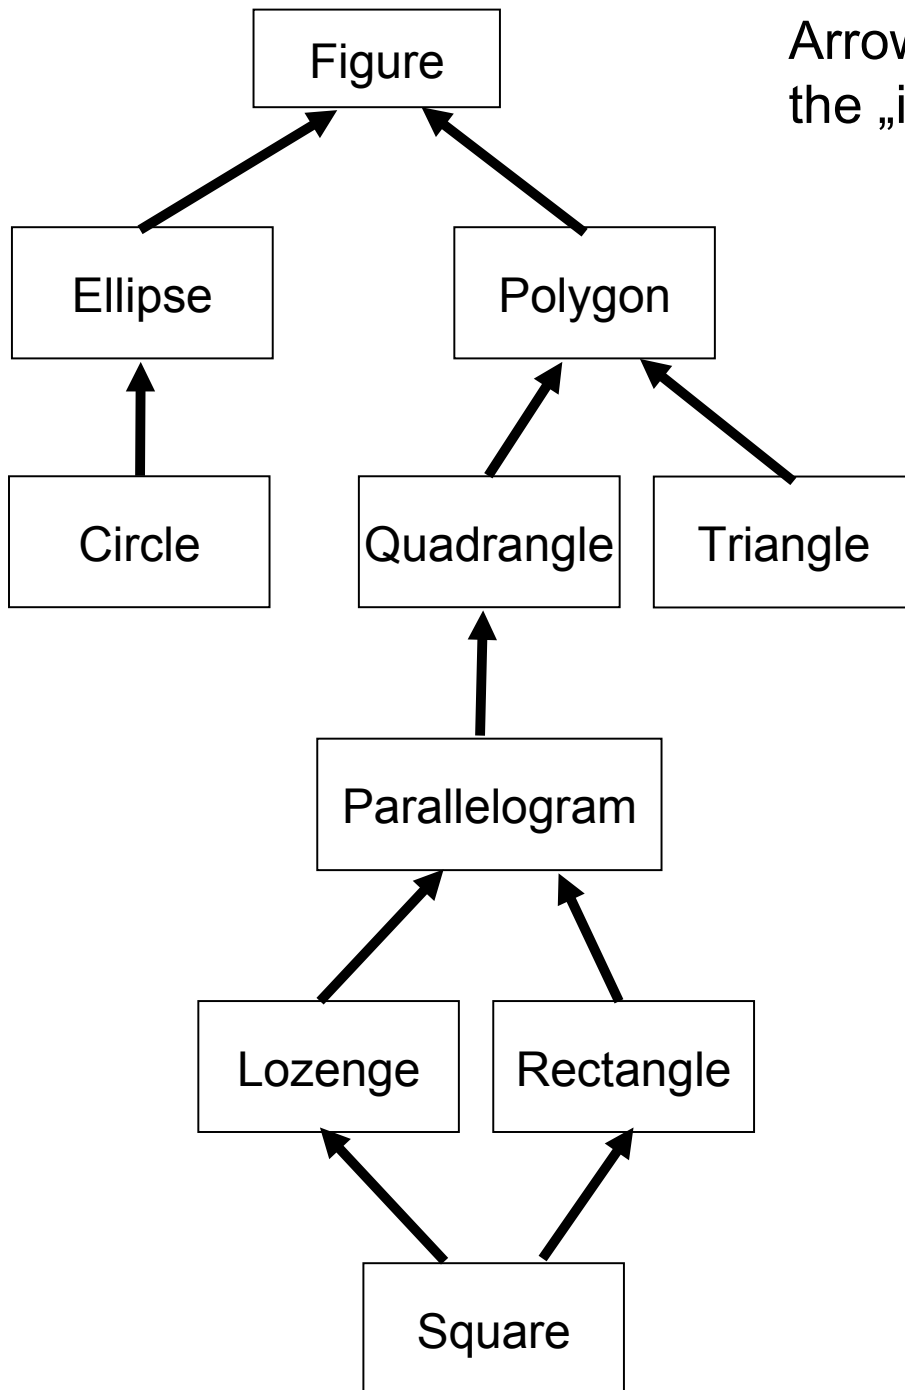 Figure
Arrow
the „i
Ellipse
Polygon
Circle
Quadrangle
Triangle
Parallelogram
Lozenge
Rectangle
Square